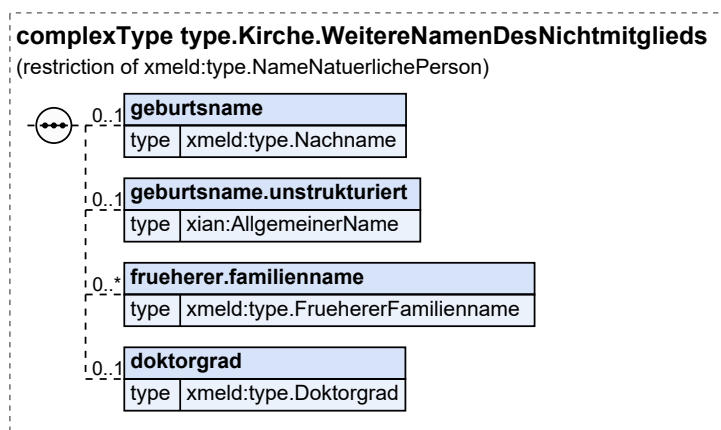 complexType type.Kirche.WeitereNamenDesNichtmitglieds
(restriction of xmeld:type.NameNatuerlichePerson)
0..1 geburtsname
type xmeld:type.Nachname
0..1 geburtsname.unstrukturiert
type xian:AllgemeinerName
0..* frueherer.familienname
type xmeld:type.FruehererFamilienname
0..1 doktorgrad
type xmeld:type.Doktorgrad